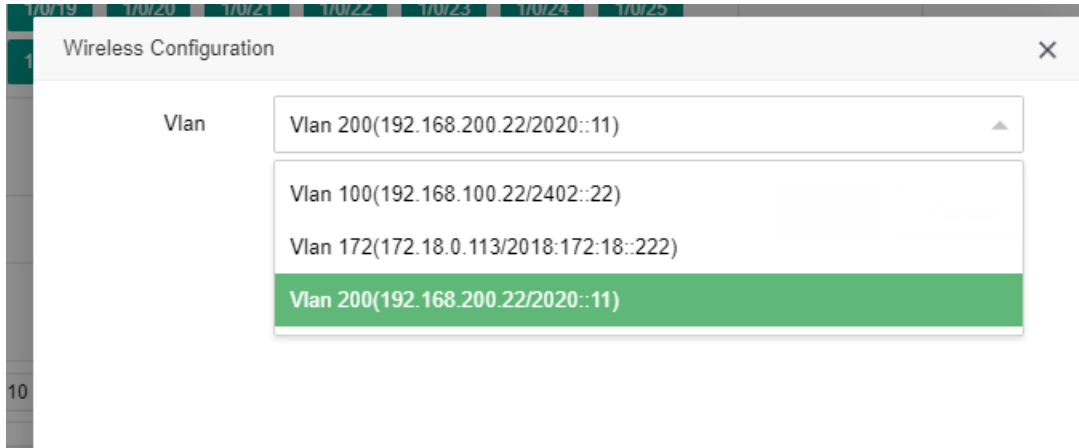 1/0/19 1/0/20 1/0/21 1/0/22 1/0/23 1/0/24 1/0/25
1
Wireless Configuration
Vlan
Vlan 200(192.168.200.22/2020::11)
Vlan 100(192.168.100.22/2402::22)
Vlan 172(172.18.0.113/2018:172:18::222)
Vlan 200(192.168.200.22/2020::11)
10